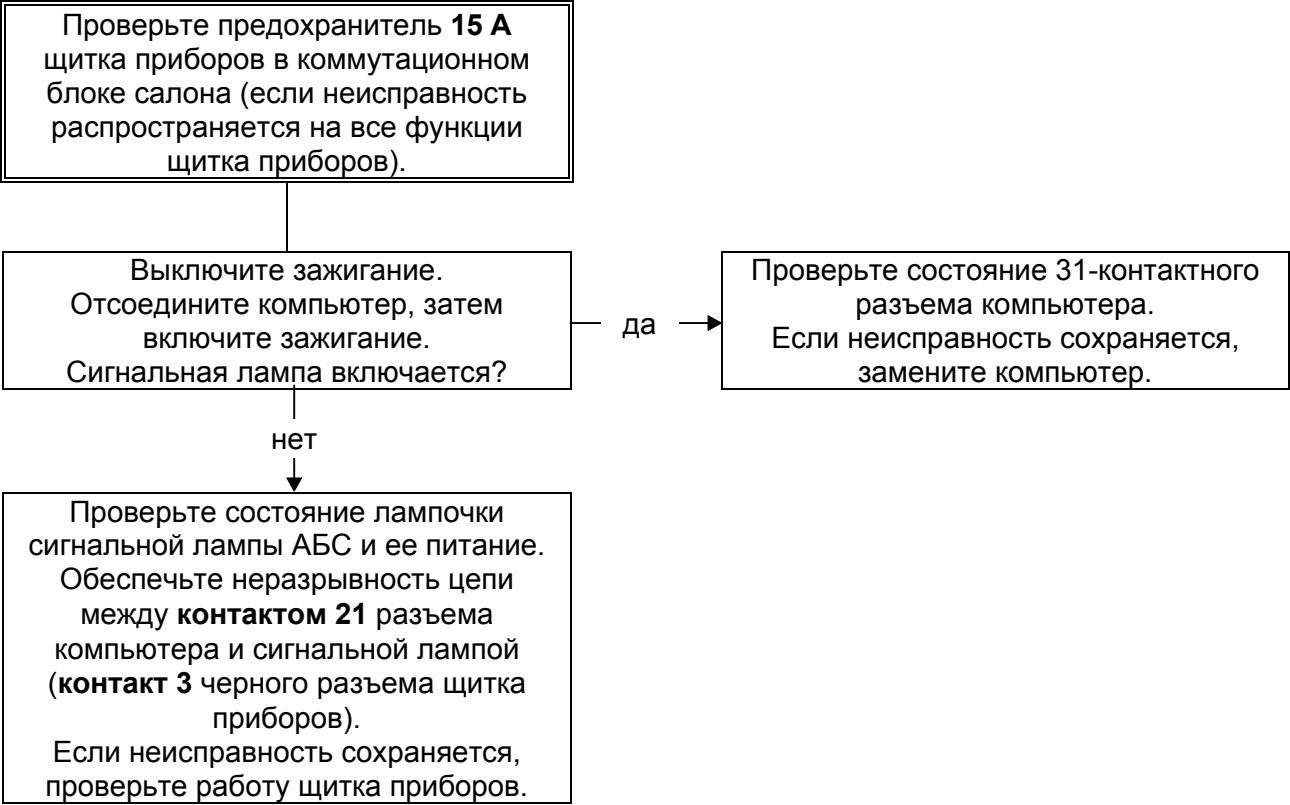 Проверьте предохранитель 15 А
щитка приборов в коммутационном
блоке салона (если неисправность
распространяется на все функции
щитка приборов).
Выключите зажигание.
Отсоедините компьютер, затем
включите зажигание.
Сигнальная лампа включается?
да
Проверьте состояние 31-контактного
разъема компьютера.
Если неисправность сохраняется,
замените компьютер.
нет
Проверьте состояние лампочки
сигнальной лампы АБС и ее питание.
Обеспечьте неразрывность цепи
между контактом 21 разъема
компьютера и сигнальной лампой
(контакт 3 черного разъема щитка
приборов).
Если неисправность сохраняется,
проверьте работу щитка приборов.